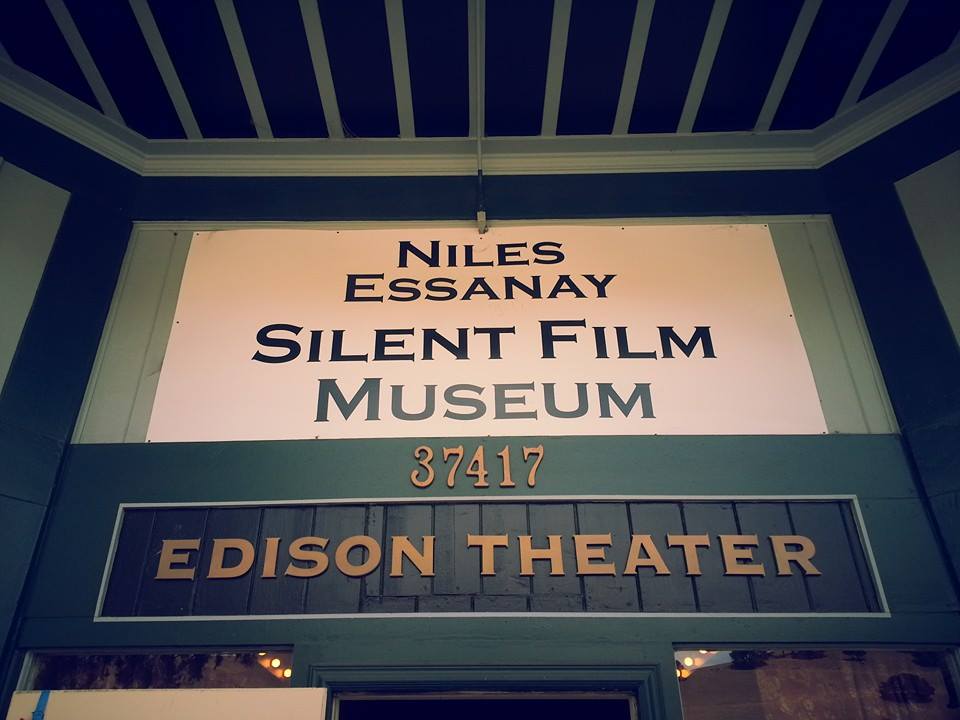 Niles
Essanay
Silent Film
Museum
37417
EDISON THEATER